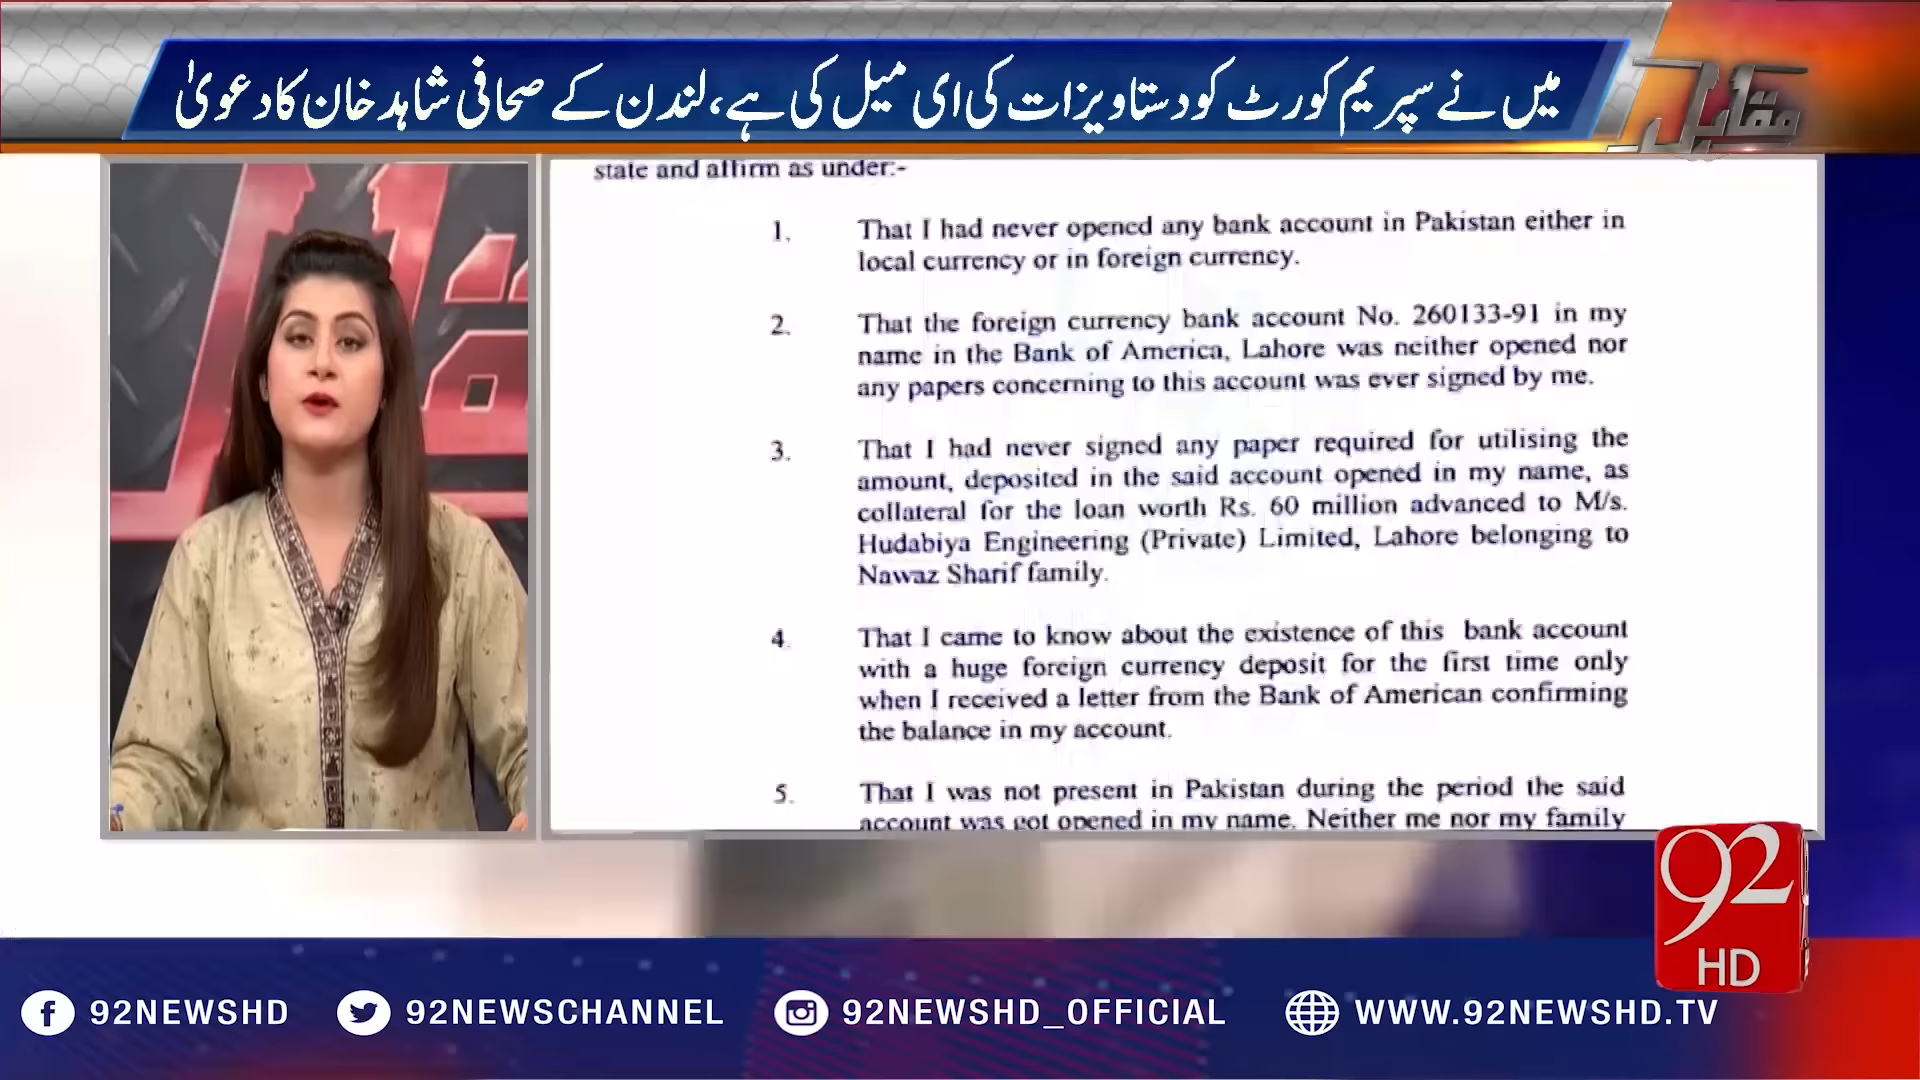 میں نے سپریم کورٹ کو دستاویزات کی ای میل کی ہے، لندن کے صحافی شاہد خان کا دعویٰ
مقابل
state and affirm as under:-
1. That I had never opened any bank account in Pakistan either in
local currency or in foreign currency.
2. That the foreign currency bank account No. 260133-91 in my
name in the Bank of America, Lahore was neither opened nor
any papers concerning to this account was ever signed by me.
3. That I had never signed any paper required for utilising the
amount, deposited in the said account opened in my name, as
collateral for the loan worth Rs. 60 million advanced to M/s.
Hudabiya Engineering (Private) Limited, Lahore belonging to
Nawaz Sharif family.
4. That I came to know about the existence of this bank account
with a huge foreign currency deposit for the first time only
when I received a letter from the Bank of American confirming
the balance in my account.
5. That I was not present in Pakistan during the period the said
account was got opened in my name. Neither me nor my family
92
HD
92NEWSHD 92NEWSCHANNEL 92NEWSHD_OFFICIAL WWW.92NEWSHD.TV